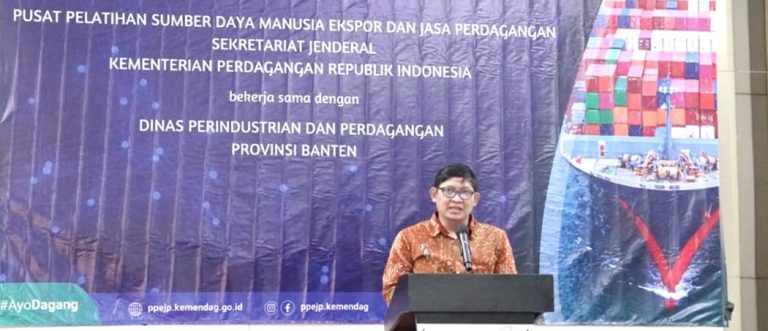 PUSAT PELATIHAN SUMBER DAYA MANUSIA EKSPOR DAN JASA PERDAGANGAN
SEKRETARIAT JENDERAL
KEMENTERIAN PERDAGANGAN REPUBLIK INDONESIA
bekerja sama dengan
DINAS PERINDUSTRIAN DAN PERDAGANGAN
PROVINSI BANTEN
#AyoDagang
ppejp.kemendag.go.id
ppejp.kemendag